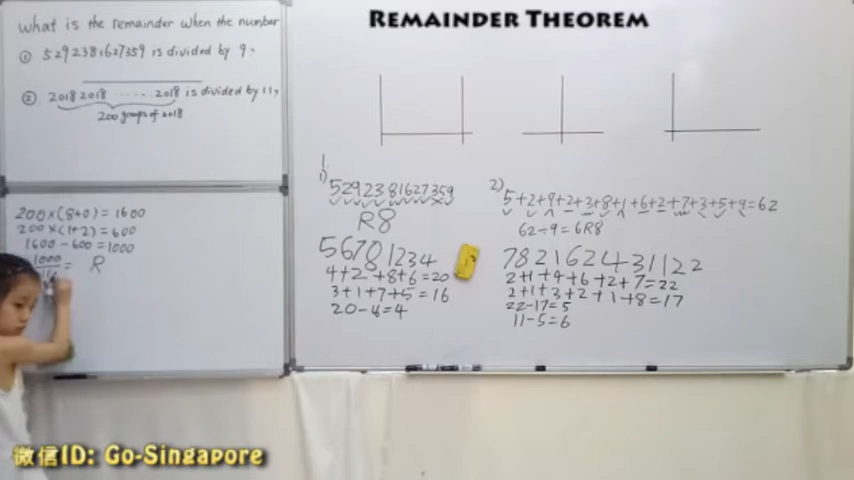 REMAINDER THEOREM
What is the remainder when the number
① 5292381627359 is divided by 9.
② 2018 2018 ...... 2018 is divided by 11,
200 groups of 2018
200×(8+0)=1600
200×(1+2)=600
1600-600=1000
1000
= R
1
1) 5292381627359
R8
56781234
4+2+8+6=20
3+1+7+5=16
20-6=4
2)
5+2+9+2+3+8+1+6+2+7+3+5+9=62
62÷9=6R8
782162431122
2+1+4+6+2+7=22
2+1+3+2+1+8=17
22-17=5
11-5=6
微信ID: Go-Singapore